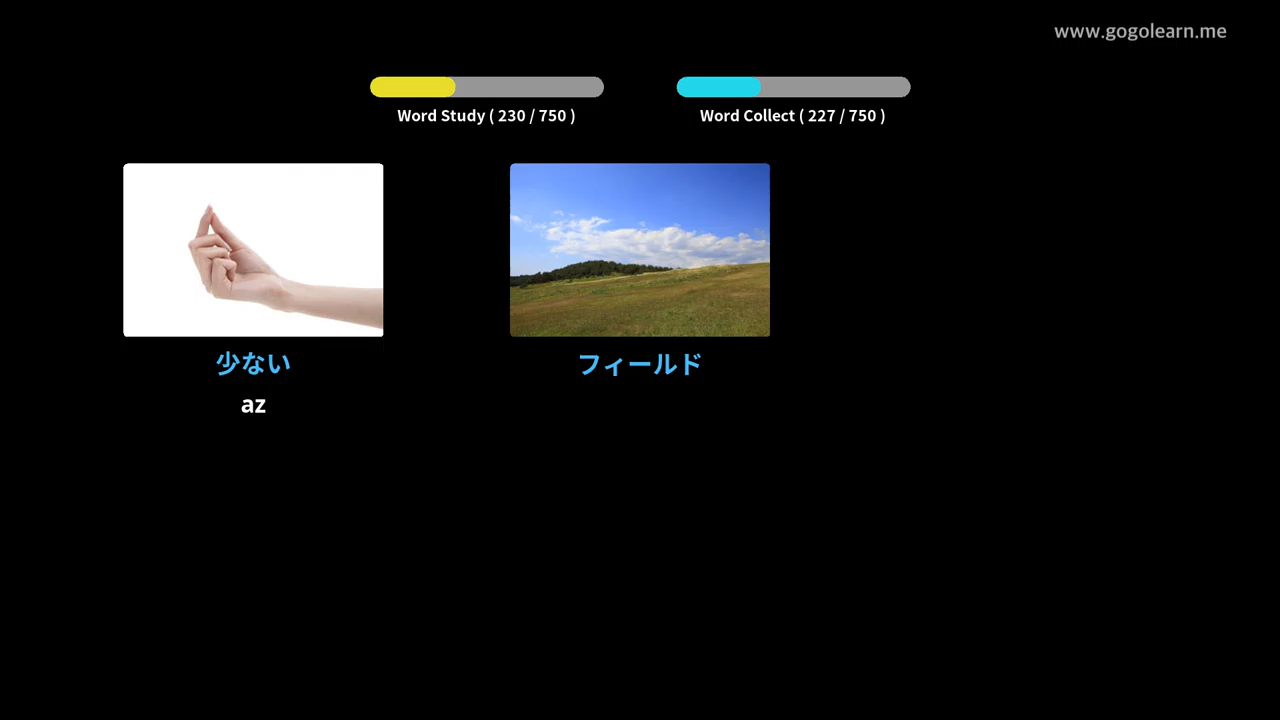 www.gogolearn.me
Word Study ( 230 / 750 )
Word Collect ( 227 / 750 )
少ない
フィールド
az